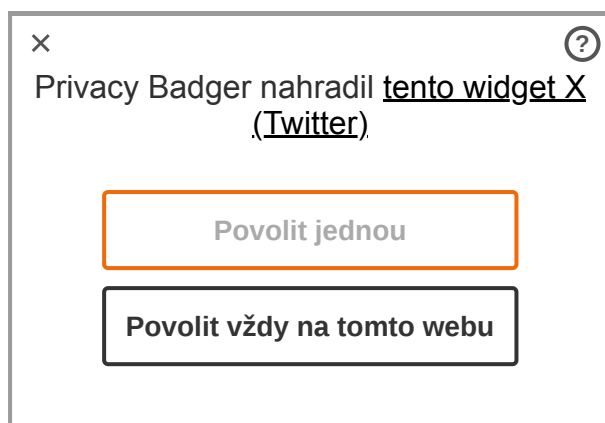 Privacy Badger nahradil tento widget X
(Twitter)
Povolit jednou
Povolit vždy na tomto webu